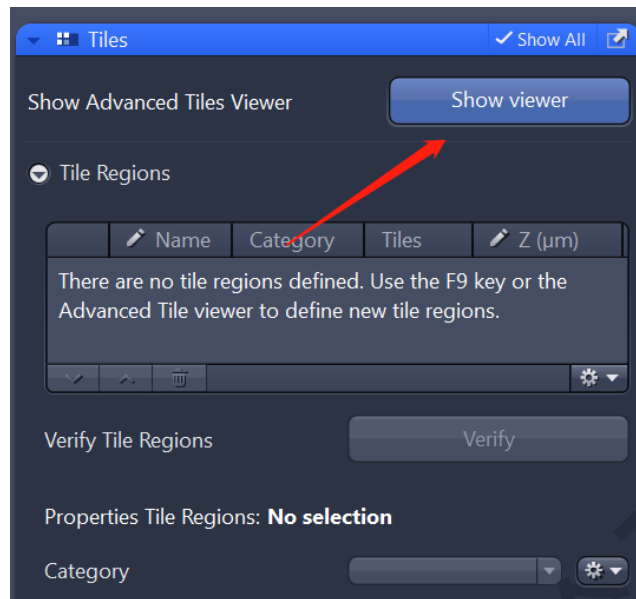 Tiles
Show All
Show Advanced Tiles Viewer
Show viewer
Tile Regions
Name Category Tiles Z (µm)
There are no tile regions defined. Use the F9 key or the
Advanced Tile viewer to define new tile regions.
Verify Tile Regions
Verify
Properties Tile Regions: No selection
Category